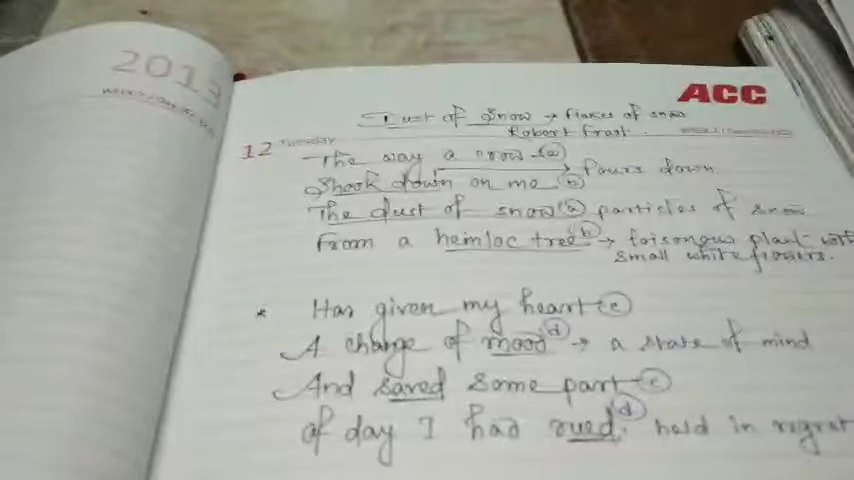 2013
ACC
Dust of Snow → flakes of snow
Robert Frost.
12 TUESDAY
The way a crow (a)
Shook down on me (b) → Pours down
The dust of snow (a) particles of snow
From a hemloc tree (b) → Poisongus plant with
small white flowers.
* Has given my heart (c)
A change of mood (d) → a state of mind
And saved some part (c)
of day I had rued. (d) held in regret